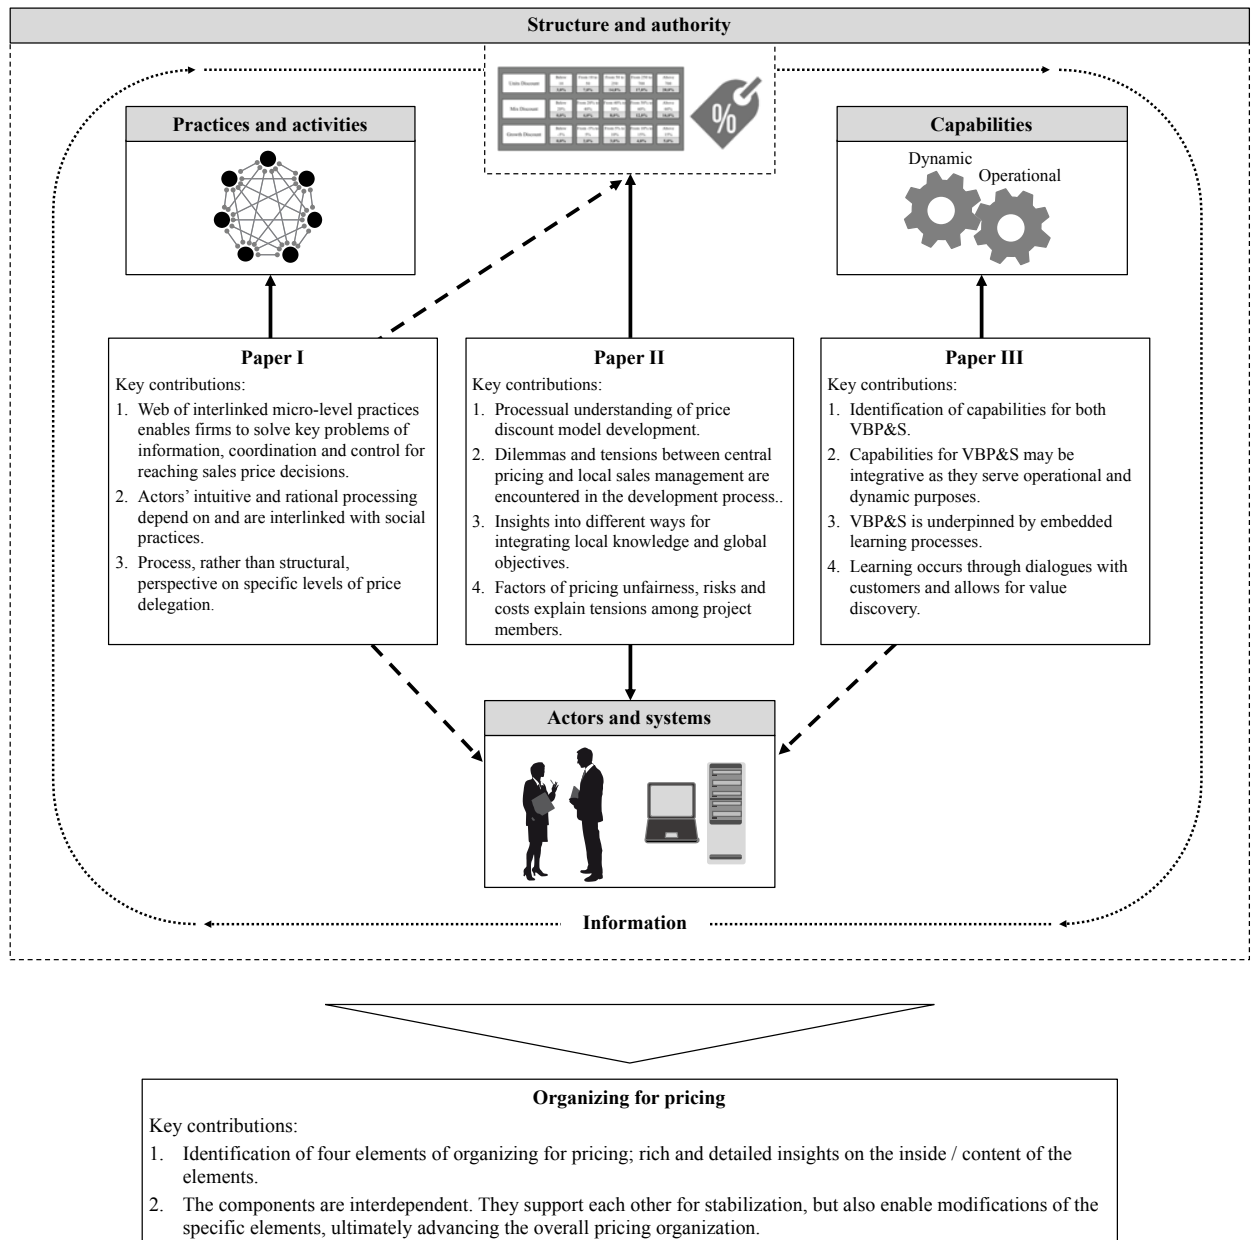 Structure and authority
Units Discount
Mix Discount
Growth Discount
%
Practices and activities
Capabilities
Dynamic
Operational
Paper I
Key contributions:
1. Web of interlinked micro-level practices
enables firms to solve key problems of
information, coordination and control for
reaching sales price decisions.
2. Actors’ intuitive and rational processing
depend on and are interlinked with social
practices.
3. Process, rather than structural,
perspective on specific levels of price
delegation.
Paper II
Key contributions:
1. Processual understanding of price
discount model development.
2. Dilemmas and tensions between central
pricing and local sales management are
encountered in the development process..
3. Insights into different ways for
integrating local knowledge and global
objectives.
4. Factors of pricing unfairness, risks and
costs explain tensions among project
members.
Paper III
Key contributions:
1. Identification of capabilities for both
VBP&S.
2. Capabilities for VBP&S may be
integrative as they serve operational and
dynamic purposes.
3. VBP&S is underpinned by embedded
learning processes.
4. Learning occurs through dialogues with
customers and allows for value
discovery.
Actors and systems
Information
Organizing for pricing
Key contributions:
1. Identification of four elements of organizing for pricing; rich and detailed insights on the inside / content of the
elements.
2. The components are interdependent. They support each other for stabilization, but also enable modifications of the
specific elements, ultimately advancing the overall pricing organization.